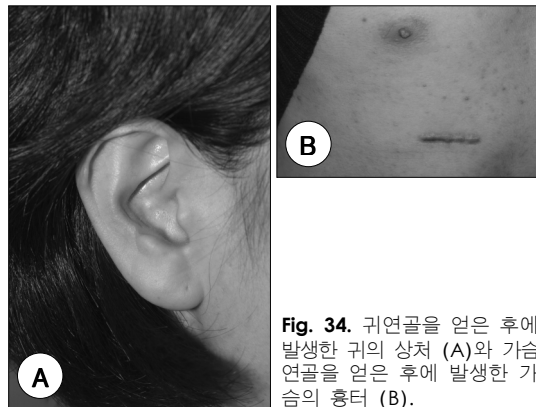 A
B
Fig. 34. 귀연골을 얻은 후에
발생한 귀의 상처 (A)와 가슴
연골을 얻은 후에 발생한 가
슴의 흉터 (B).